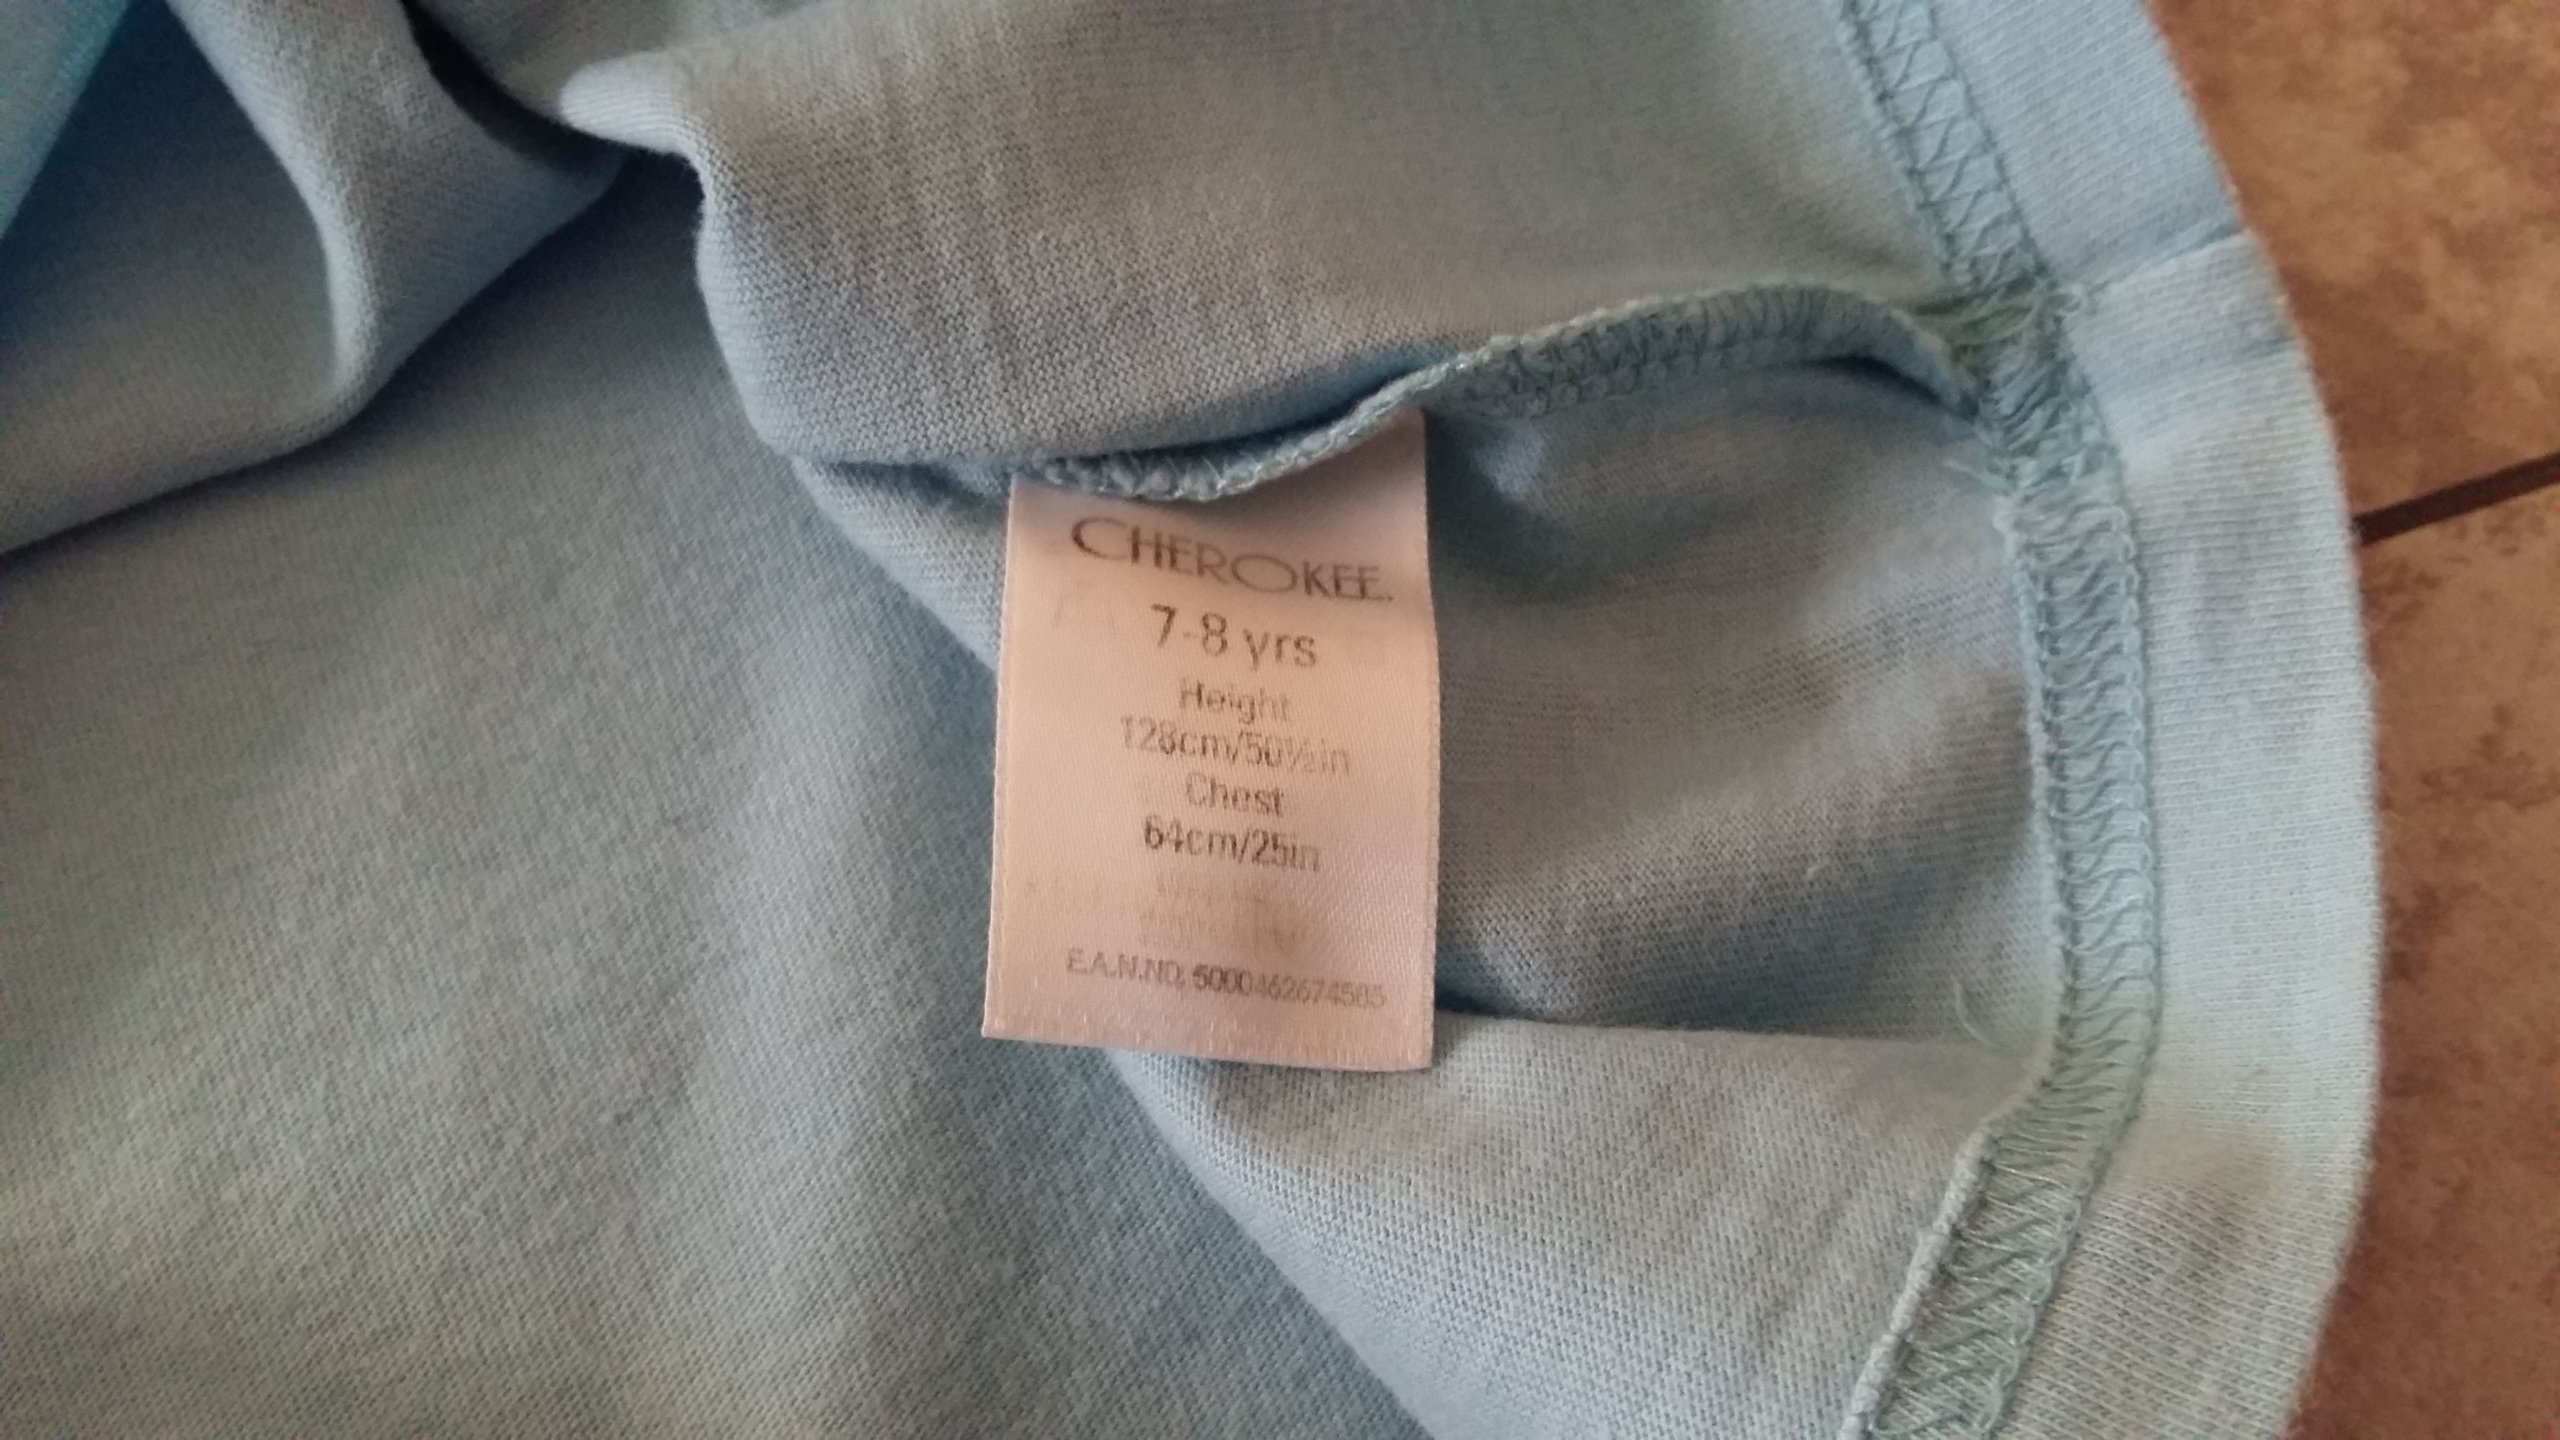 CHEROKEE.
7-8 yrs
Height
128cm/50½in
Chest
64cm/25in
E.A.N.NO. 5000462674585